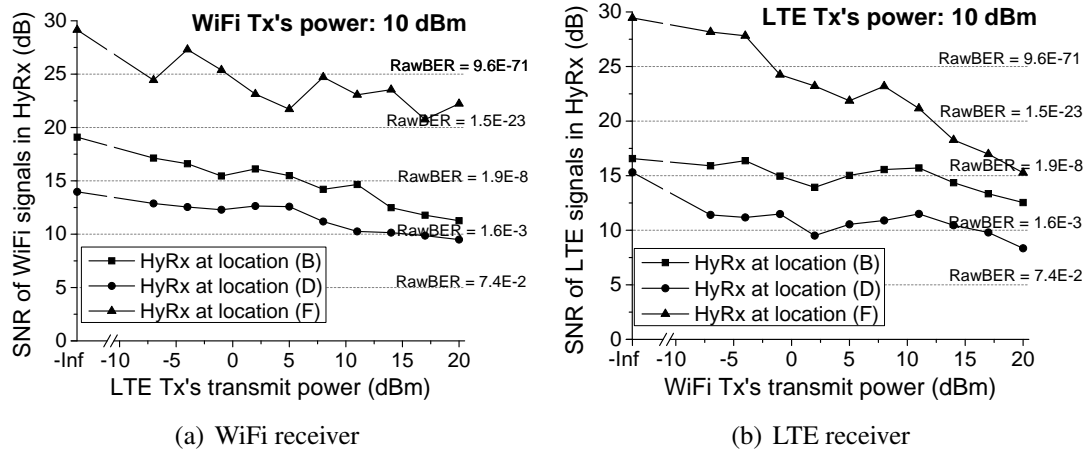 WiFi Tx's power: 10 dBm
SNR of WiFi signals in HyRx (dB)
30
25
20
15
10
5
0
RawBER = 9.6E-71
RawBER = 1.5E-23
RawBER = 1.9E-8
RawBER = 1.6E-3
RawBER = 7.4E-2
HyRx at location (B)
HyRx at location (D)
HyRx at location (F)
-Inf -10 -5 0 5 10 15 20
LTE Tx's transmit power (dBm)
(a) WiFi receiver
LTE Tx's power: 10 dBm
SNR of LTE signals in HyRx (dB)
30
25
20
15
10
5
0
RawBER = 9.6E-71
RawBER = 1.5E-23
RawBER = 1.9E-8
RawBER = 1.6E-3
RawBER = 7.4E-2
HyRx at location (B)
HyRx at location (D)
HyRx at location (F)
-Inf -10 -5 0 5 10 15 20
WiFi Tx's transmit power (dBm)
(b) LTE receiver